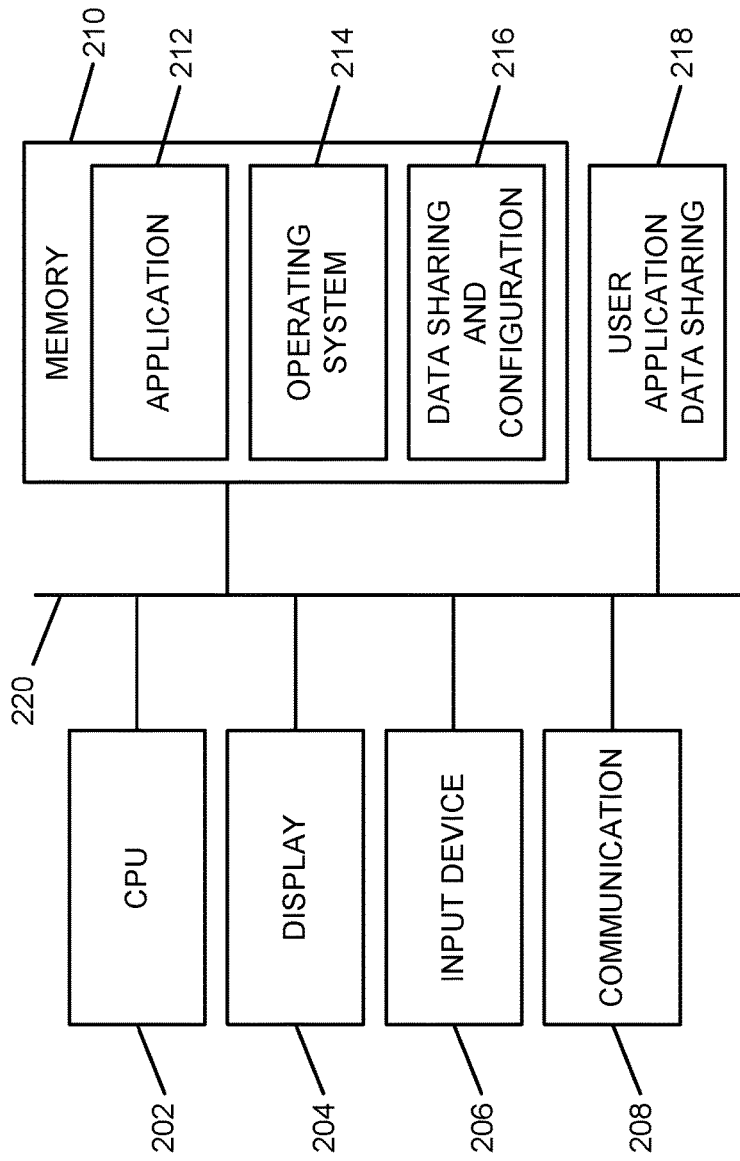 202
CPU
204
DISPLAY
206
INPUT DEVICE
208
COMMUNICATION
220
MEMORY
210
APPLICATION
212
OPERATING
SYSTEM
214
DATA SHARING
AND
CONFIGURATION
216
USER
APPLICATION
DATA SHARING
218